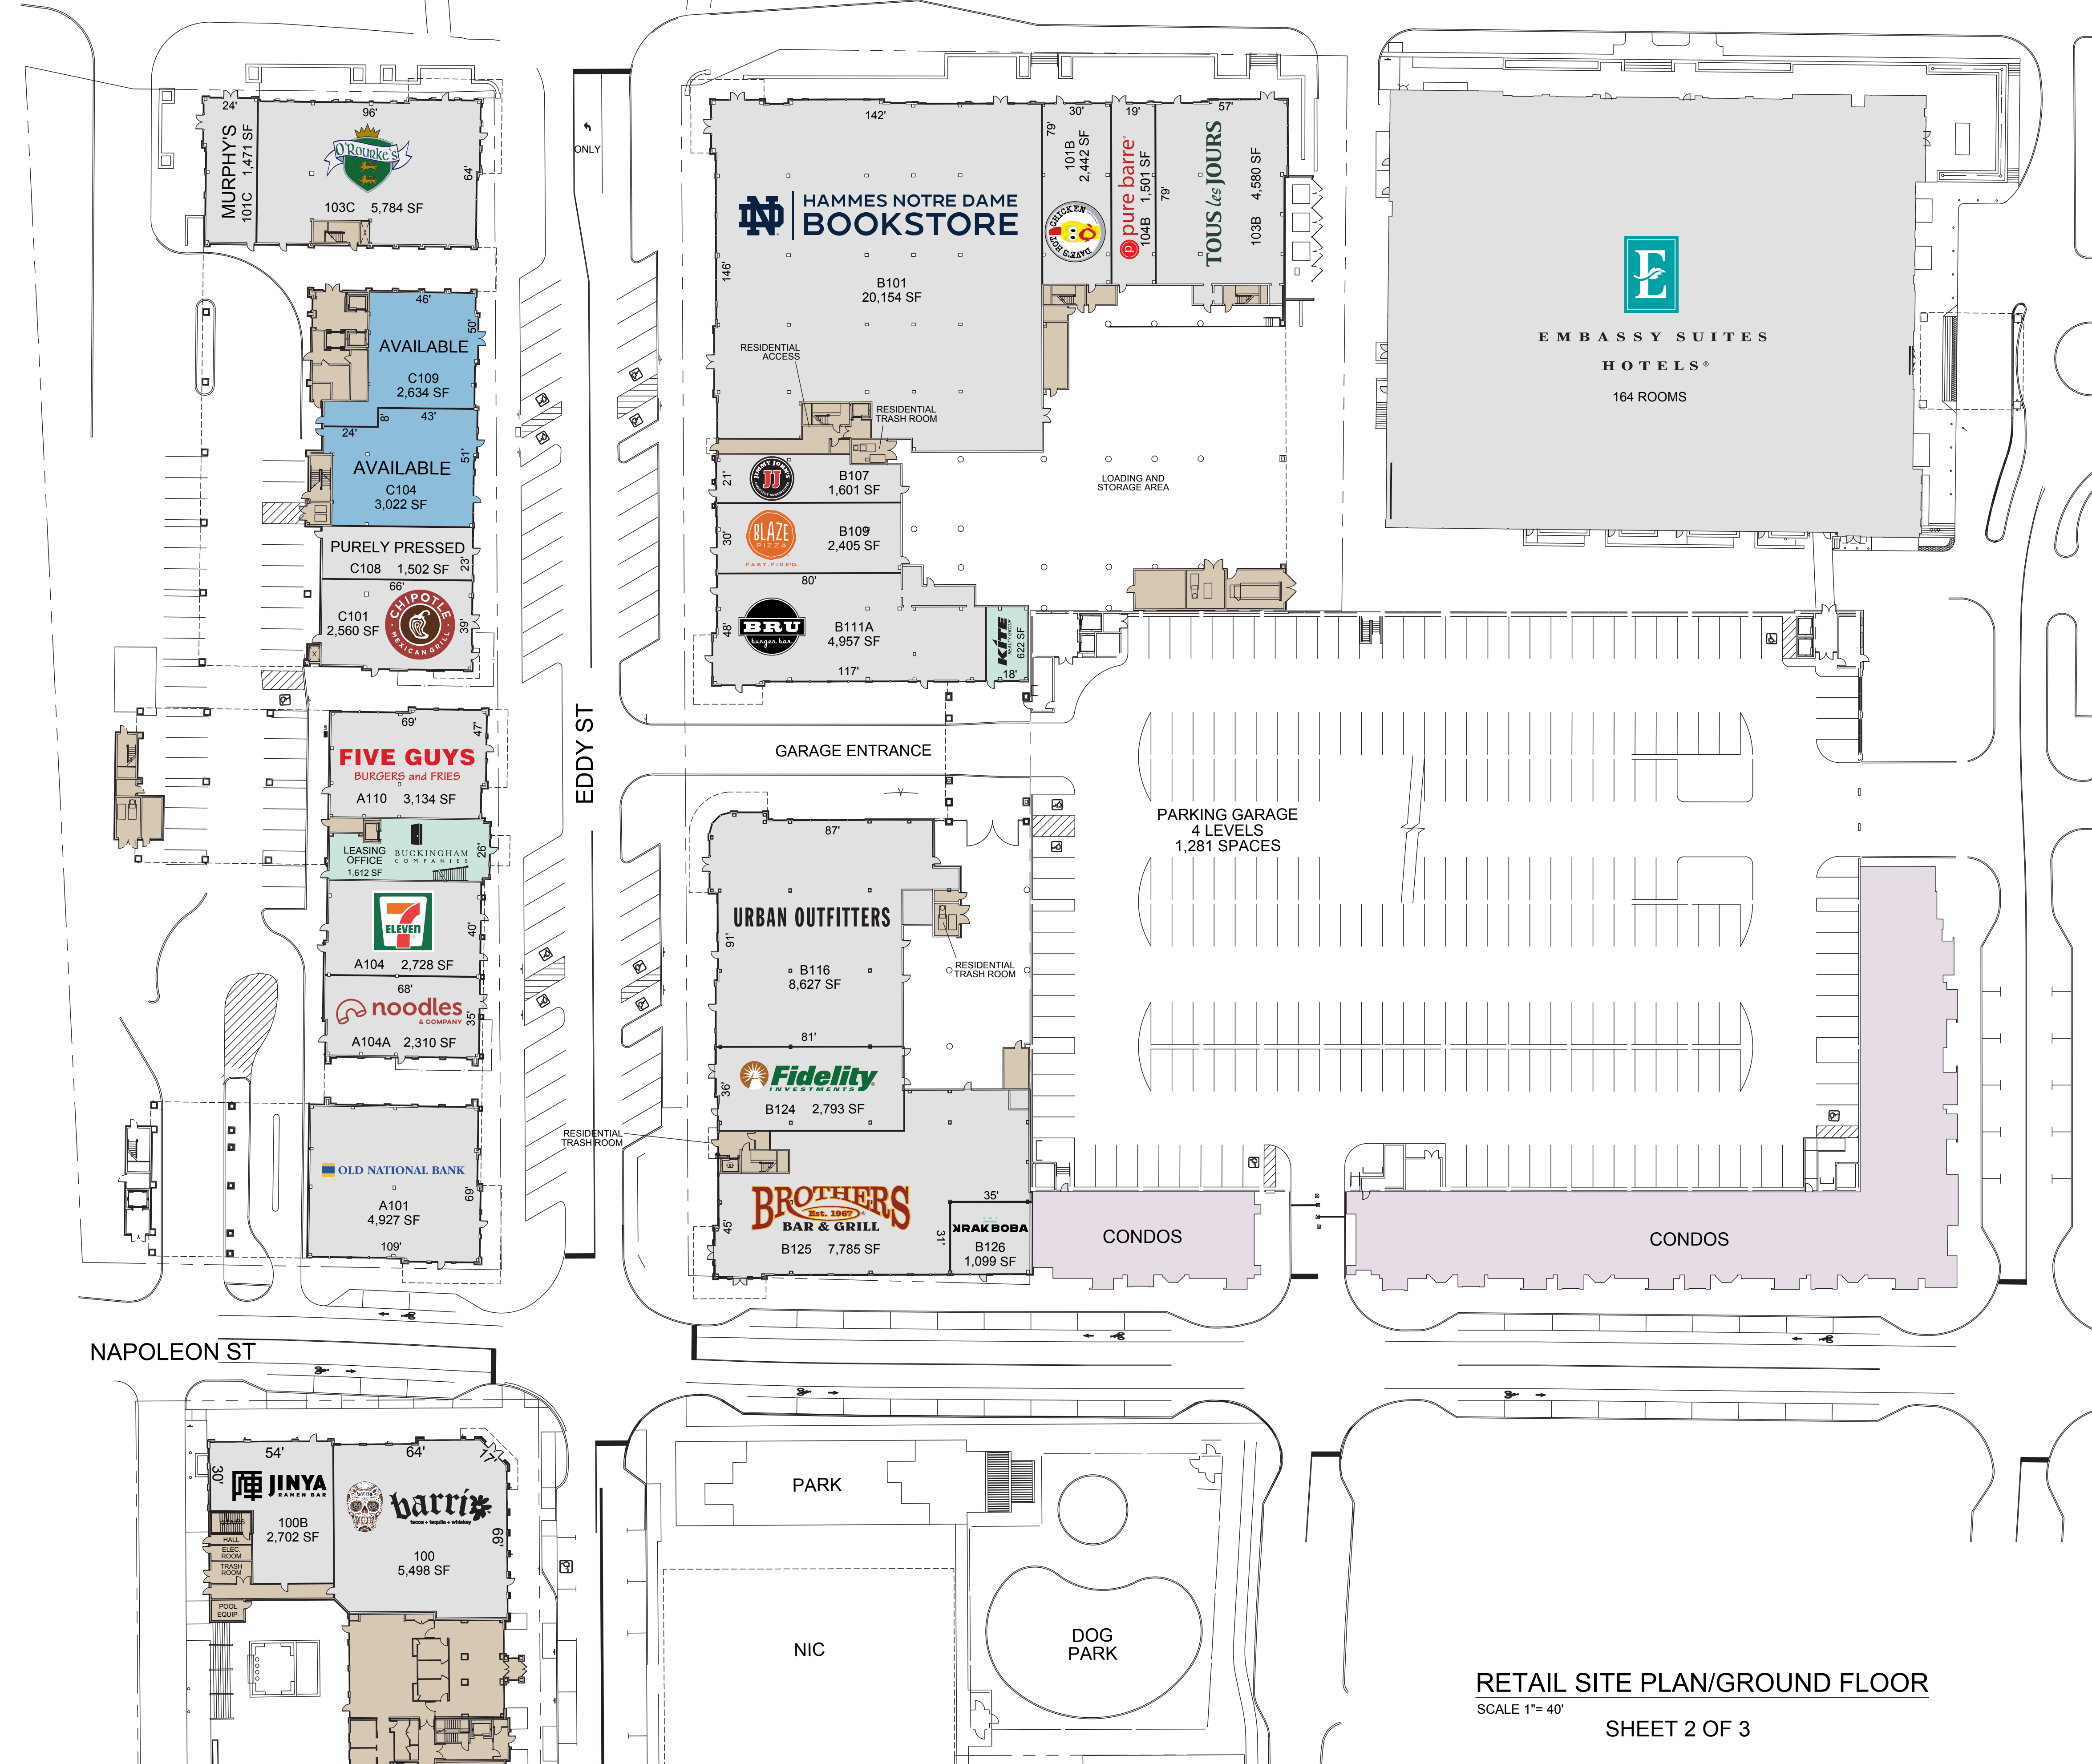 24'
MURPHY'S
101C 1,471 SF
96'
O'ROURKE'S
64'
103C 5,784 SF
ONLY
46'
50'
AVAILABLE
C109
2,634 SF
8'
43'
24'
51'
AVAILABLE
C104
3,022 SF
PURELY PRESSED
C108 1,502 SF
23'
66'
C101
2,560 SF
CHIPOTLE
MEXICAN GRILL
39'
X
69'
47'
FIVE GUYS
BURGERS and FRIES
A110 3,134 SF
LEASING
OFFICE
1,612 SF
BUCKINGHAM
COMPANIES
26'
7
ELEVEN
40'
A104 2,728 SF
68'
noodles
& COMPANY
35'
A104A 2,310 SF
OLD NATIONAL BANK
A101
4,927 SF
69'
109'
EDDY ST
142'
HAMMES NOTRE DAME
BOOKSTORE
146'
B101
20,154 SF
RESIDENTIAL
ACCESS
RESIDENTIAL
TRASH ROOM
30'
79'
101B
2,442 SF
DAVE'S HOT CHICKEN
19'
pure barre
104B 1,501 SF
57'
79'
TOUS les JOURS
103B 4,580 SF
LOADING AND
STORAGE AREA
21'
JIMMY JOHN'S
JJ
B107
1,601 SF
30'
BLAZE
PIZZA
FAST-FIRE'D
B109
2,405 SF
80'
48'
BRU
burger bar
B111A
4,957 SF
117'
KITE
REALTY GROUP
622 SF
18'
GARAGE ENTRANCE
87'
URBAN OUTFITTERS
91'
B116
8,627 SF
81'
RESIDENTIAL
TRASH ROOM
Fidelity
INVESTMENTS
36'
B124 2,793 SF
RESIDENTIAL
TRASH ROOM
BROTHERS
Est. 1967
BAR & GRILL
45'
B125 7,785 SF
35'
31'
KRAK BOBA
B126
1,099 SF
E
EMBASSY SUITES
HOTELS®
164 ROOMS
PARKING GARAGE
4 LEVELS
1,281 SPACES
CONDOS
CONDOS
NAPOLEON ST
54'
30'
陣 JINYA
RAMEN BAR
100B
2,702 SF
HALL
ELEC.
ROOM
TRASH
ROOM
POOL
EQUIP.
64'
17'
barrio
tacos + tequila + whiskey
66'
100
5,498 SF
PARK
NIC
DOG
PARK
RETAIL SITE PLAN/GROUND FLOOR
SCALE 1"= 40'
SHEET 2 OF 3